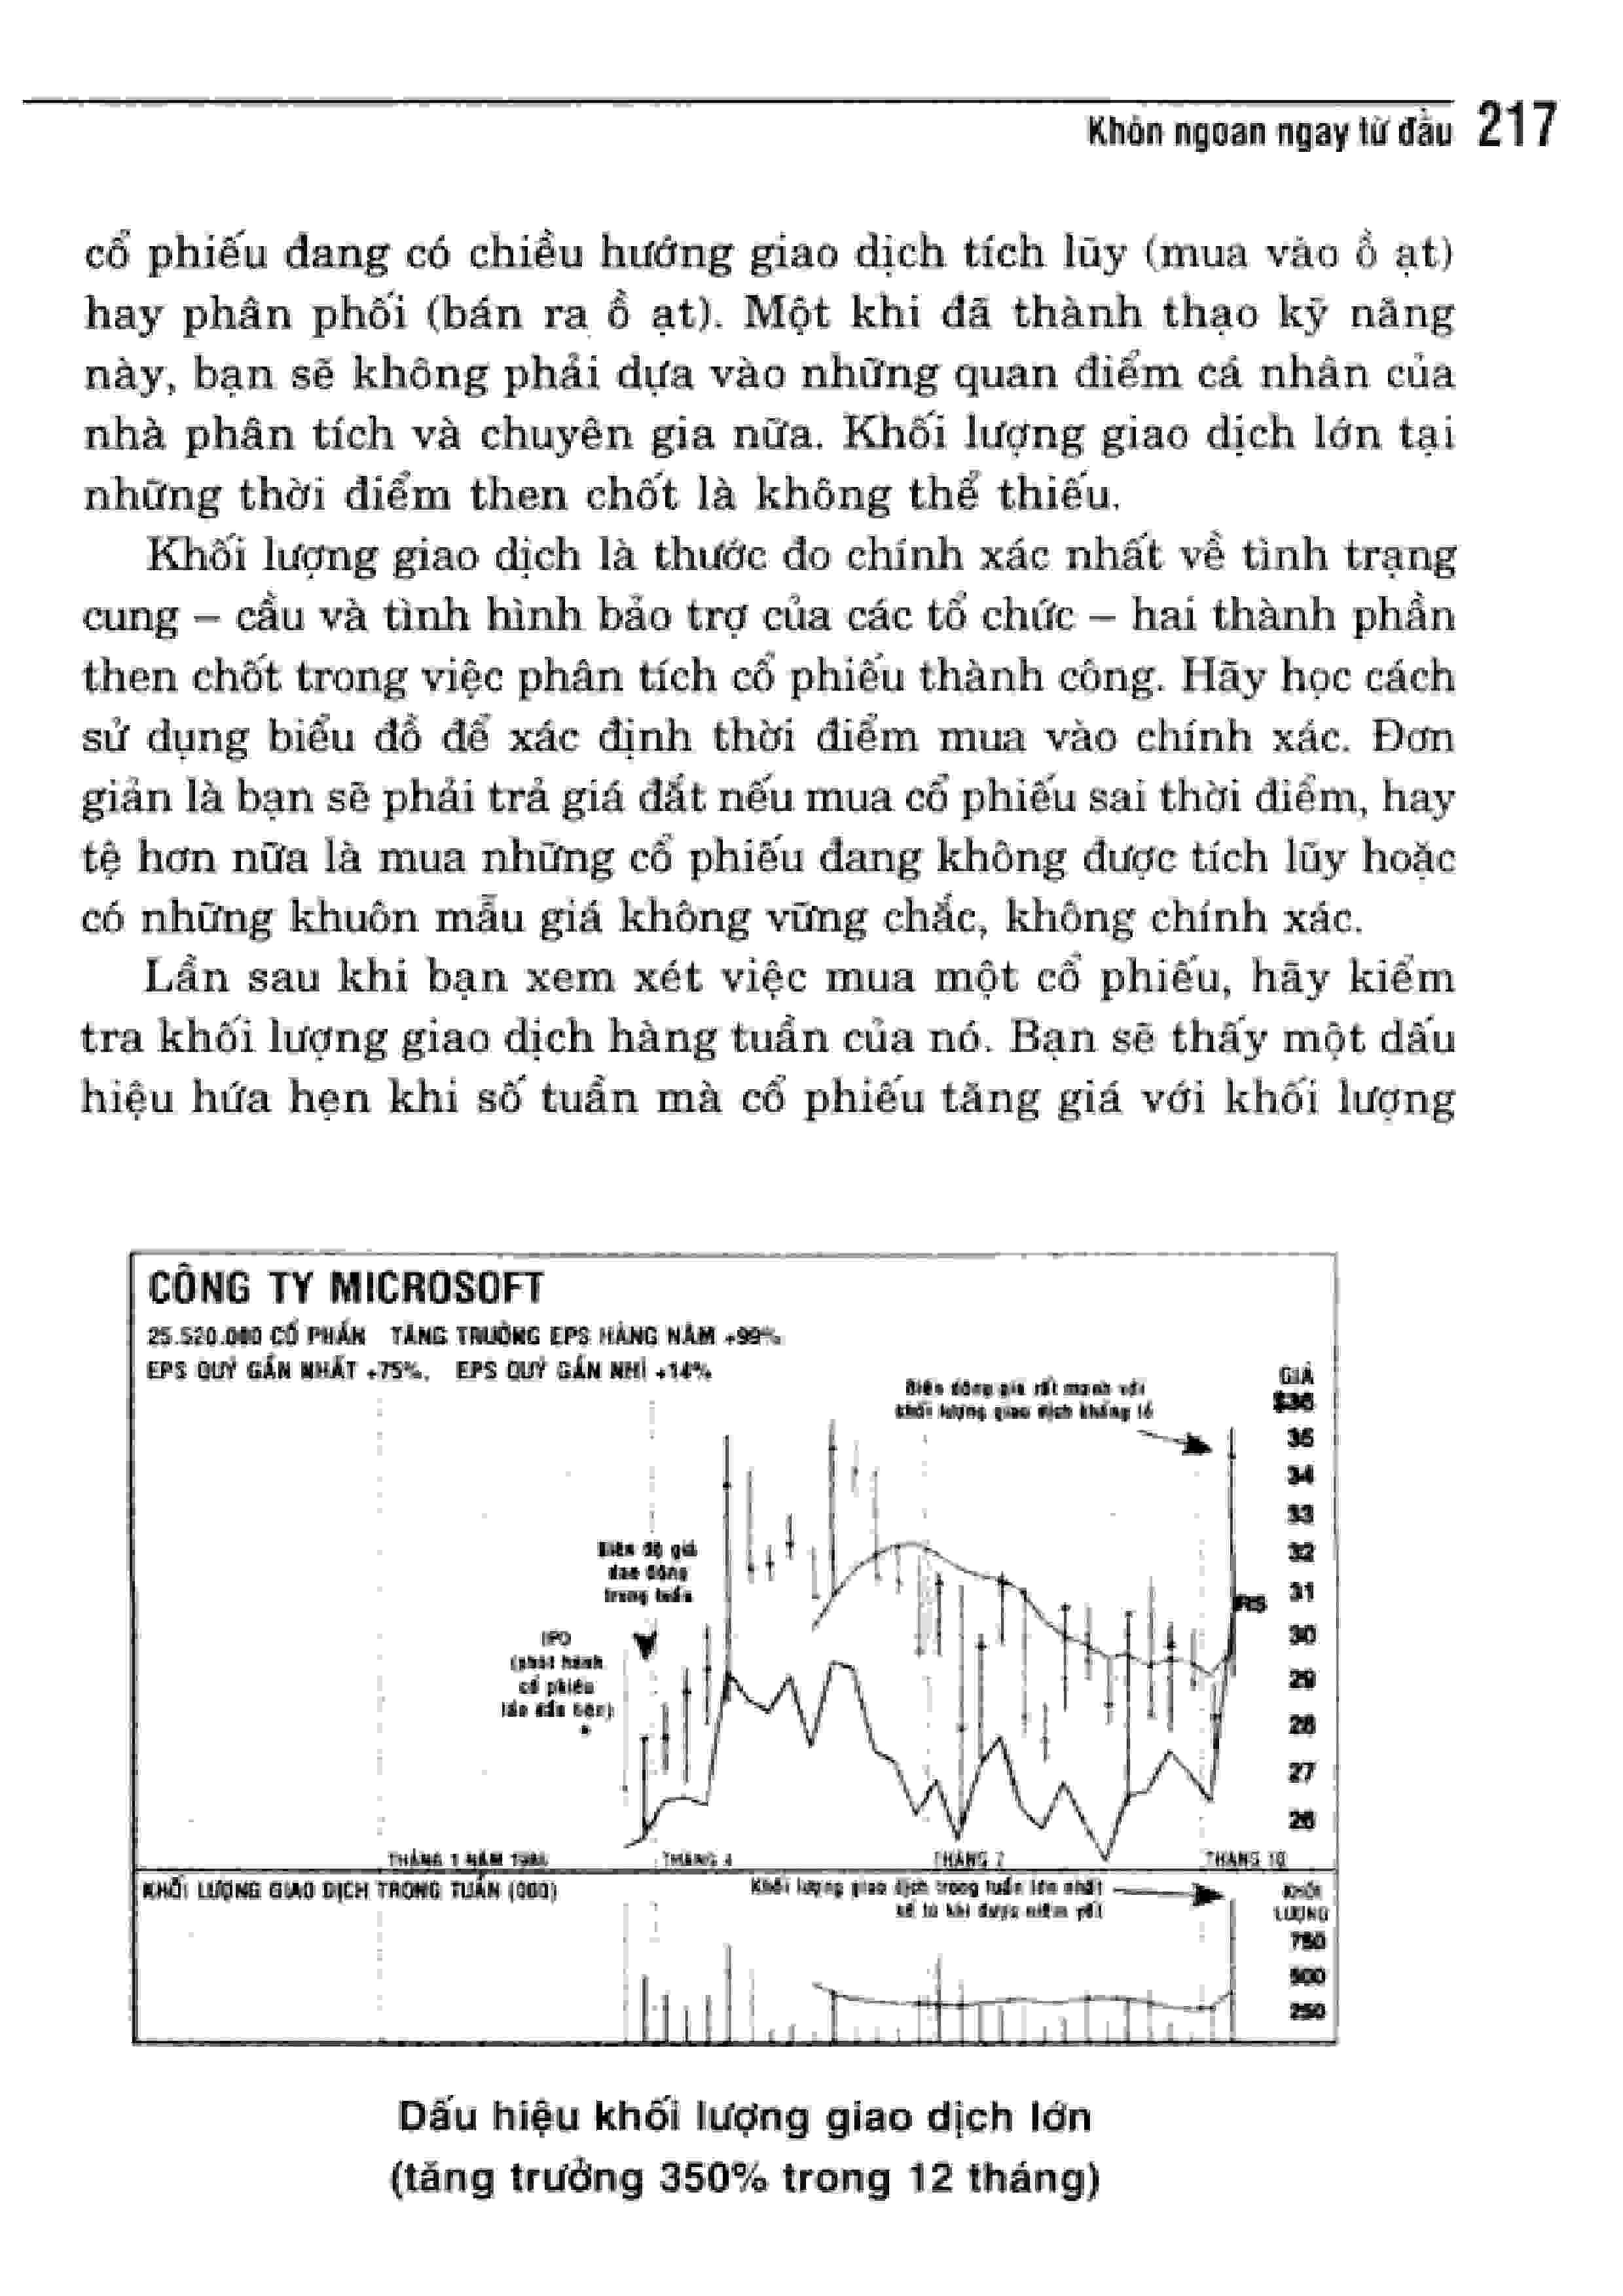 Khôn ngoan ngay từ đầu 217
cổ phiếu đang có chiều hướng giao dịch tích lũy (mua vào ồ ạt)
hay phân phối (bán ra ồ ạt). Một khi đã thành thạo kỹ năng
này, bạn sẽ không phải dựa vào những quan điểm cá nhân của
nhà phân tích và chuyên gia nữa. Khối lượng giao dịch lớn tại
những thời điểm then chốt là không thể thiếu.
Khối lượng giao dịch là thước đo chính xác nhất về tình trạng
cung – cầu và tình hình bảo trợ của các tổ chức – hai thành phần
then chốt trong việc phân tích cổ phiếu thành công. Hãy học cách
sử dụng biểu đồ để xác định thời điểm mua vào chính xác. Đơn
giản là bạn sẽ phải trả giá đắt nếu mua cổ phiếu sai thời điểm, hay
tệ hơn nữa là mua những cổ phiếu đang không được tích lũy hoặc
có những khuôn mẫu giá không vững chắc, không chính xác.
Lần sau khi bạn xem xét việc mua một cổ phiếu, hãy kiểm
tra khối lượng giao dịch hàng tuần của nó. Bạn sẽ thấy một dấu
hiệu hứa hẹn khi số tuần mà cổ phiếu tăng giá với khối lượng
CÔNG TY MICROSOFT
25.520.000 CỔ PHẦN TĂNG TRƯỞNG EPS HÀNG NĂM +99%
EPS QUÝ GẦN NHẤT +75%, EPS QUÝ GẦN NHÌ +14%
Biến động giá rất mạnh với
khối lượng giao dịch khổng lồ
GIÁ
$36
35
34
33
32
31
30
29
28
27
26
Biên độ giá
dao động
trong tuần
IPO
(phát hành
cổ phiếu
lần đầu tiên)
RS
THÁNG 1 NĂM 1986 THÁNG 4 THÁNG 7 THÁNG 10
KHỐI LƯỢNG GIAO DỊCH TRONG TUẦN (000)
Khối lượng giao dịch trong tuần lớn nhất
kể từ khi được niêm yết
KHỐI
LƯỢNG
750
500
250
Dấu hiệu khối lượng giao dịch lớn
(tăng trưởng 350% trong 12 tháng)